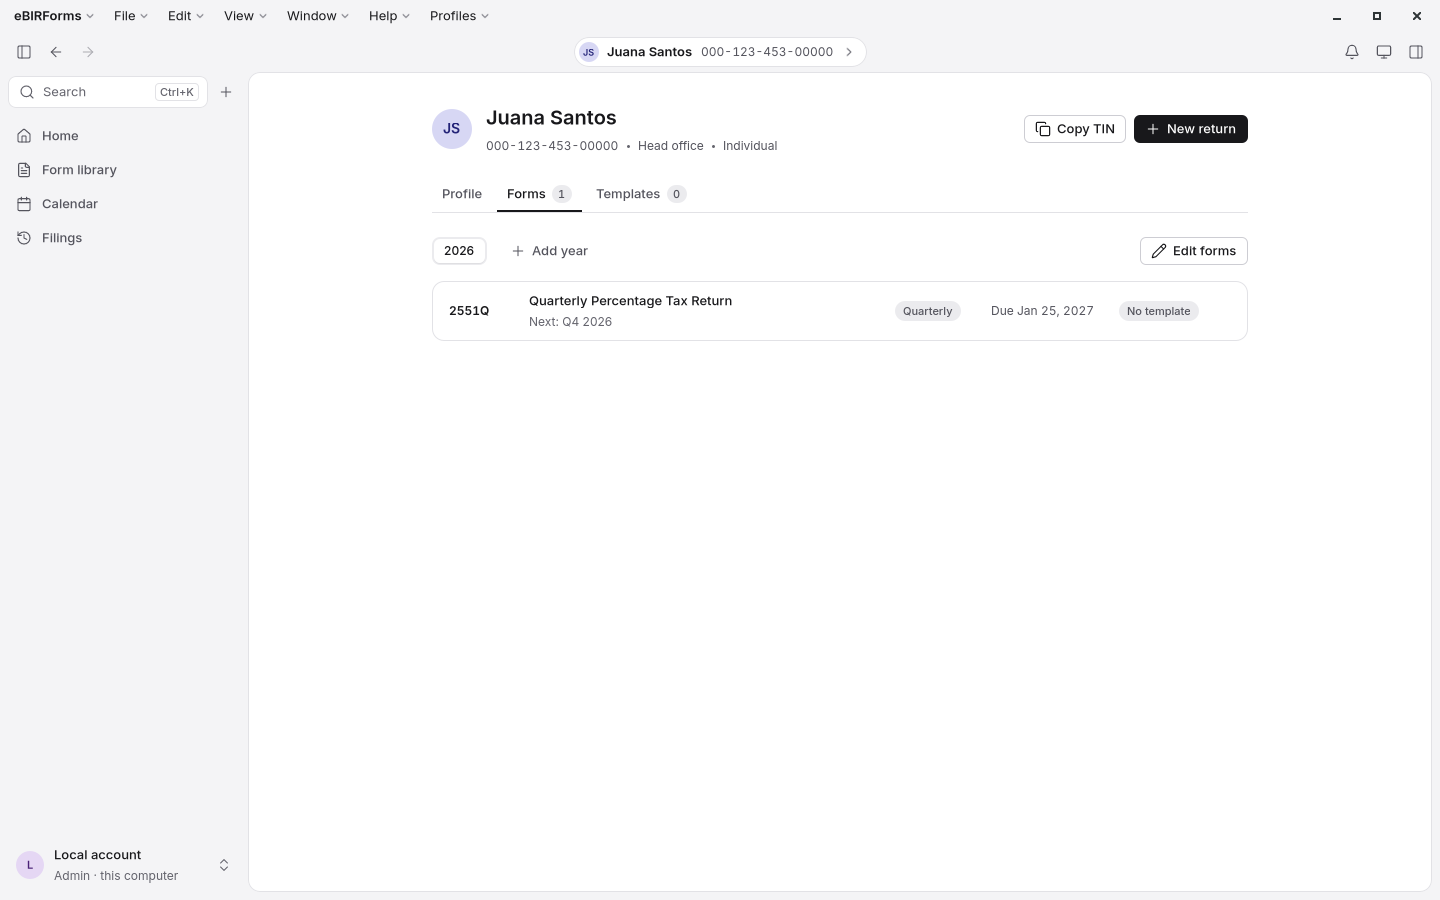 eBIRForms File Edit View Window Help Profiles
JS Juana Santos 000-123-453-00000
Search Ctrl+K
Home
Form library
Calendar
Filings
JS
Juana Santos
000-123-453-00000 • Head office • Individual
Copy TIN
New return
Profile Forms 1 Templates 0
2026 Add year Edit forms
2551Q
Quarterly Percentage Tax Return
Next: Q4 2026
Quarterly
Due Jan 25, 2027
No template
L
Local account
Admin · this computer